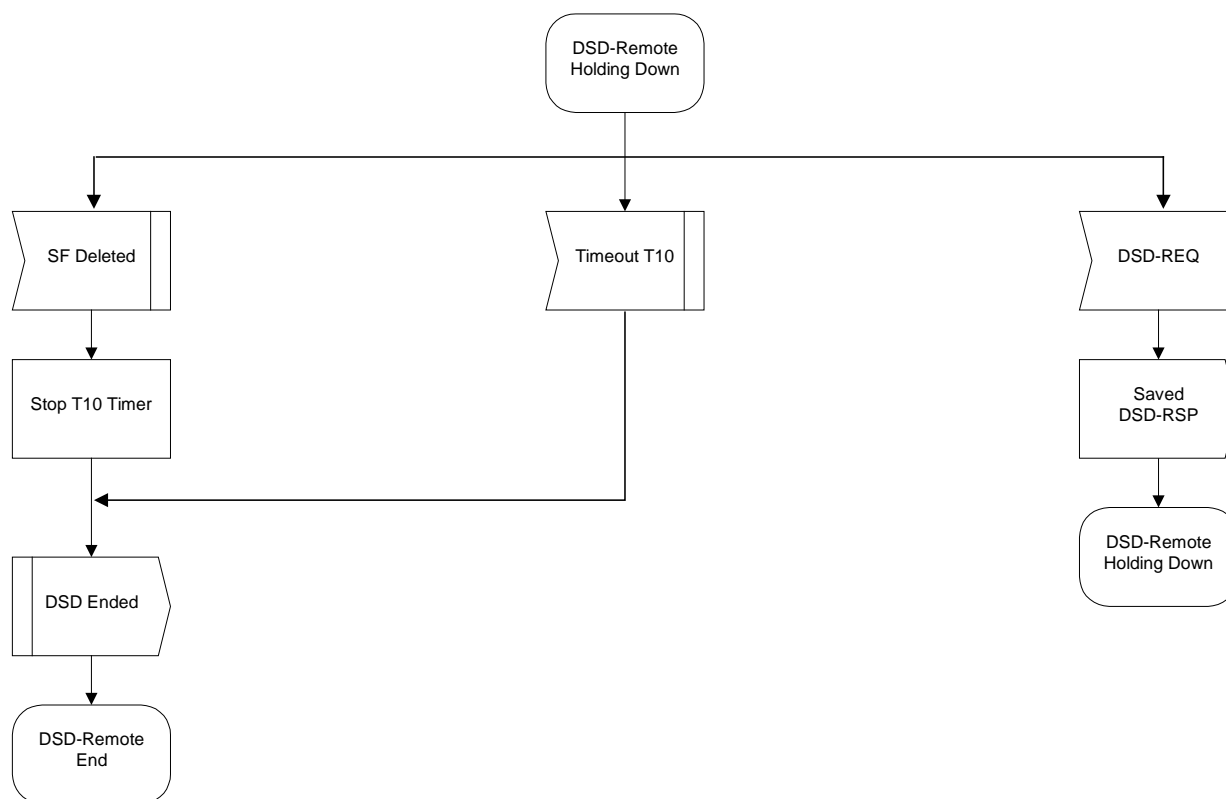 DSD-Remote
Holding Down
SF Deleted
Timeout T10
DSD-REQ
Stop T10 Timer
Saved
DSD-RSP
DSD-Remote
Holding Down
DSD Ended
DSD-Remote
End